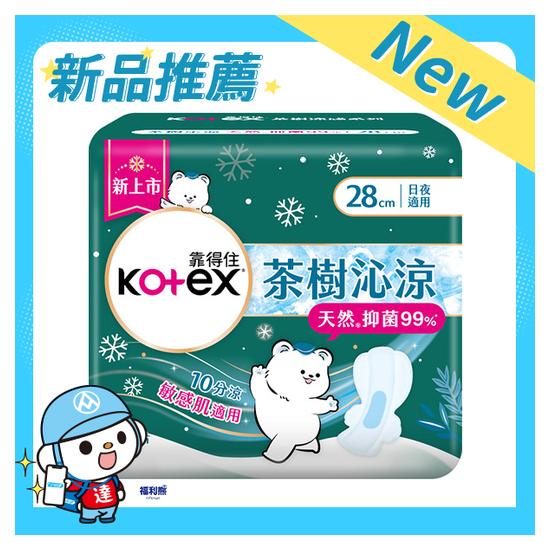 新品推薦
New
新上市
28cm
日夜
適用
靠得住
Kotex
茶樹沁涼
天然 抑菌99%
10分涼
敏感肌適用
達
福利熊